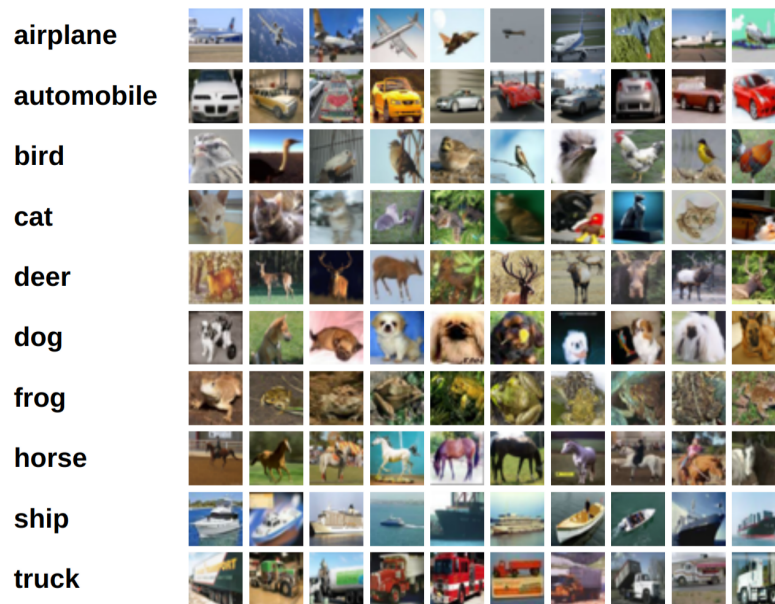 airplane
automobile
bird
cat
deer
dog
frog
horse
ship
truck